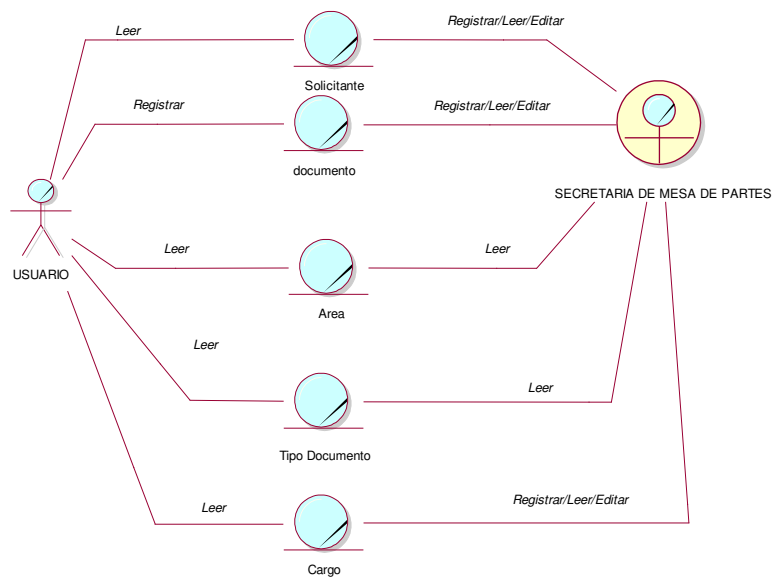 Leer
Registrar/Leer/Editar
Solicitante
Registrar
Registrar/Leer/Editar
documento
SECRETARIA DE MESA DE PARTES
Leer
Leer
USUARIO
Area
Leer
Leer
Tipo Documento
Leer
Registrar/Leer/Editar
Cargo